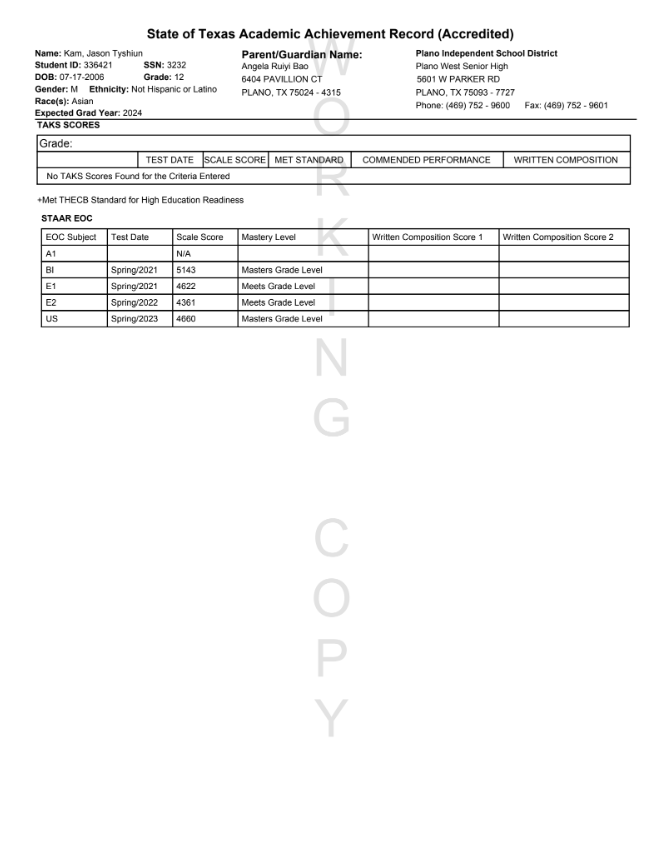 State of Texas Academic Achievement Record (Accredited)
Name: Kam, Jason Tyshiun
Student ID: 336421 SSN: 3232
DOB: 07-17-2006 Grade: 12
Gender: M Ethnicity: Not Hispanic or Latino
Race(s): Asian
Expected Grad Year: 2024
Parent/Guardian Name:
Angela Ruiyi Bao
6404 PAVILLION CT
PLANO, TX 75024 - 4315
Plano Independent School District
Plano West Senior High
5601 W PARKER RD
PLANO, TX 75093 - 7727
Phone: (469) 752 - 9600 Fax: (469) 752 - 9601
TAKS SCORES
Grade:
TEST DATE SCALE SCORE MET STANDARD COMMENDED PERFORMANCE WRITTEN COMPOSITION
No TAKS Scores Found for the Criteria Entered
+Met THECB Standard for High Education Readiness
STAAR EOC
EOC Subject Test Date Scale Score Mastery Level Written Composition Score 1 Written Composition Score 2
A1 N/A
BI Spring/2021 5143 Masters Grade Level
E1 Spring/2021 4622 Meets Grade Level
E2 Spring/2022 4361 Meets Grade Level
US Spring/2023 4660 Masters Grade Level
WORKING COPY